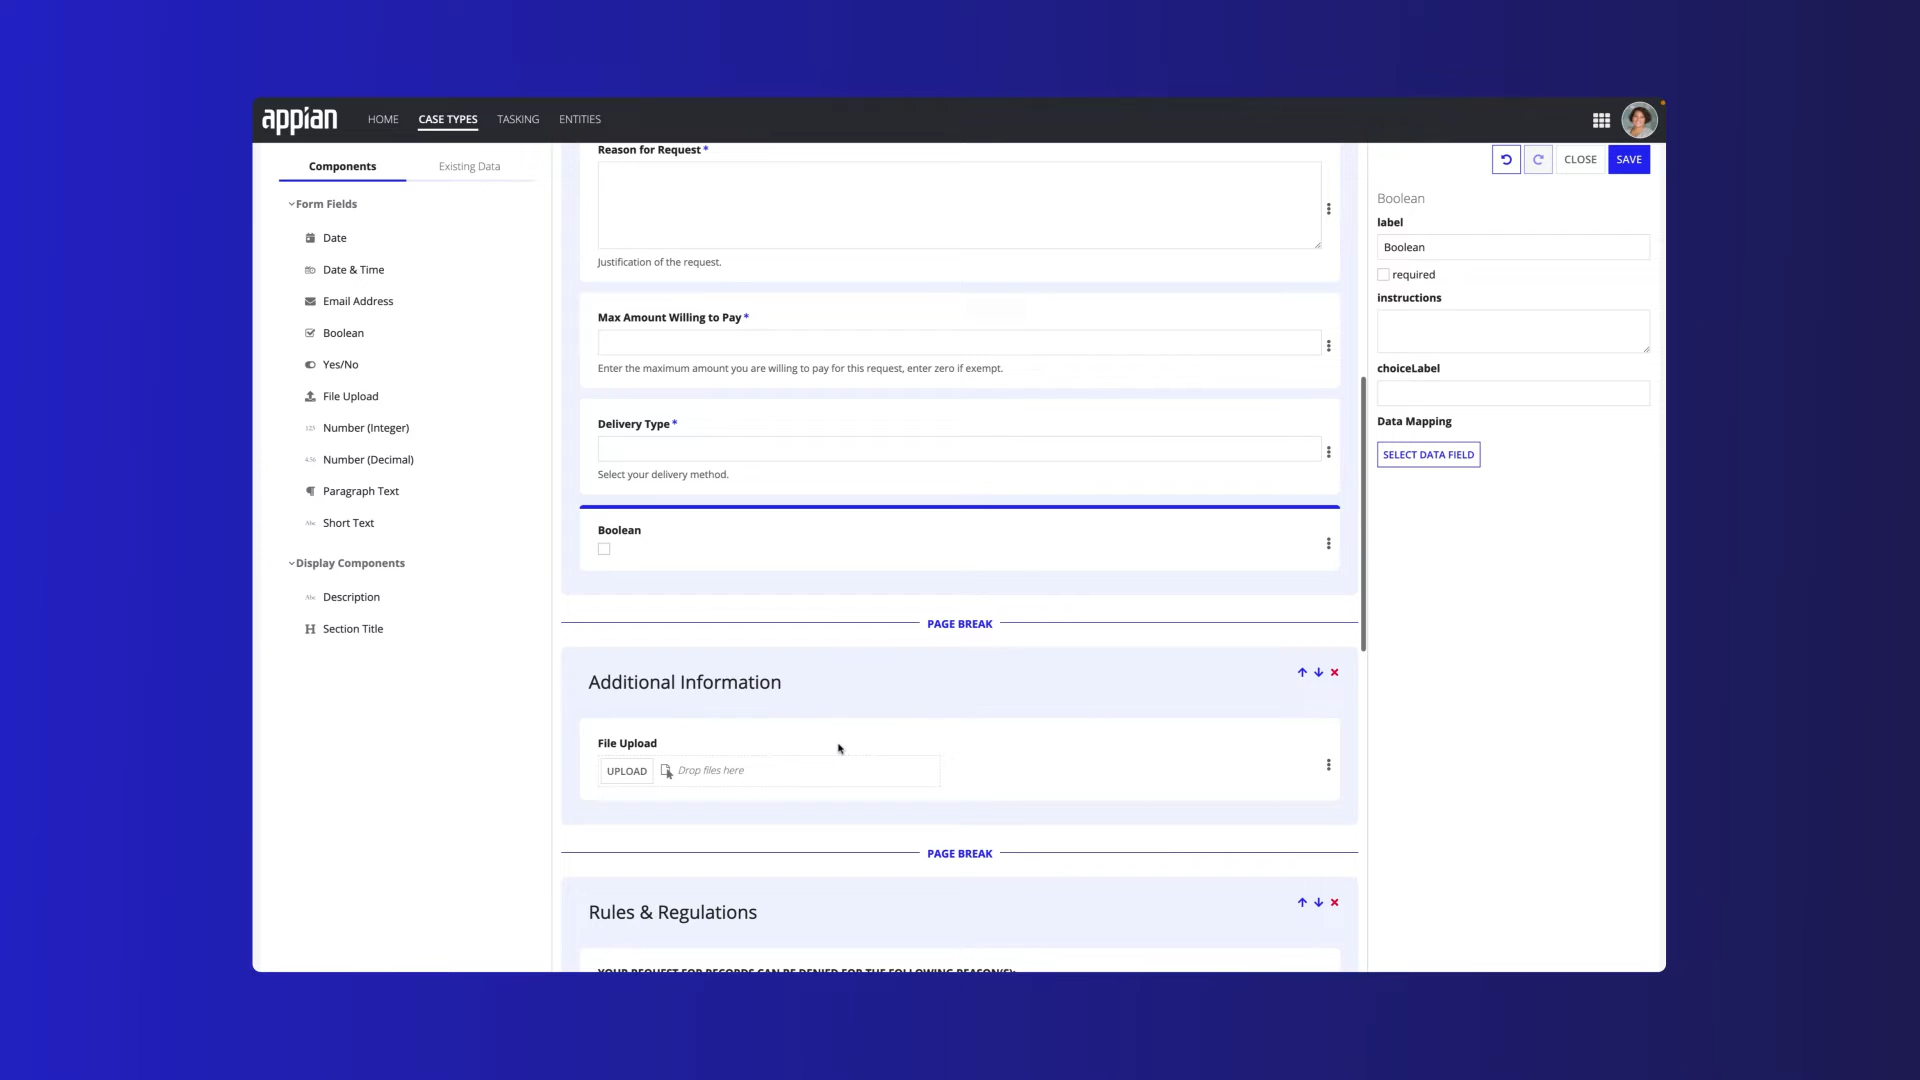 appian
HOME
CASE TYPES
TASKING
ENTITIES
Components
Existing Data
Form Fields
Date
Date & Time
Email Address
Boolean
Yes/No
File Upload
123 Number (Integer)
4.56 Number (Decimal)
Paragraph Text
Abc Short Text
Display Components
Abc Description
H Section Title
Reason for Request *
Justification of the request.
Max Amount Willing to Pay *
Enter the maximum amount you are willing to pay for this request, enter zero if exempt.
Delivery Type *
Select your delivery method.
Boolean
PAGE BREAK
Additional Information
File Upload
UPLOAD
Drop files here
PAGE BREAK
Rules & Regulations
YOUR REQUEST FOR RECORDS CAN BE DENIED FOR THE FOLLOWING REASON(S):
CLOSE
SAVE
Boolean
label
Boolean
required
instructions
choiceLabel
Data Mapping
SELECT DATA FIELD